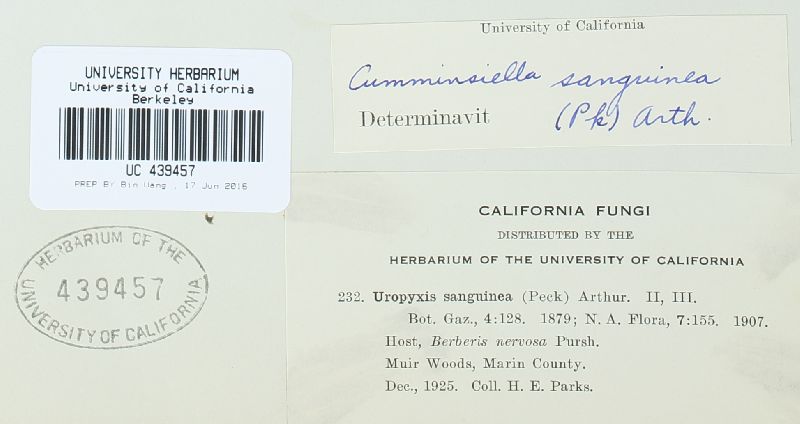 University of California
Cumminsiella sanguinea
Determinavit (Pk) Arth.
UNIVERSITY HERBARIUM
University of California
Berkeley
UC 439457
PREP BY Bin Wang , 17 Jun 2016
HERBARIUM OF THE
439457
UNIVERSITY OF CALIFORNIA
CALIFORNIA FUNGI
DISTRIBUTED BY THE
HERBARIUM OF THE UNIVERSITY OF CALIFORNIA
232. Uropyxis sanguinea (Peck) Arthur. II, III.
Bot. Gaz., 4:128. 1879; N. A. Flora, 7:155. 1907.
Host, Berberis nervosa Pursh.
Muir Woods, Marin County.
Dec., 1925. Coll. H. E. Parks.